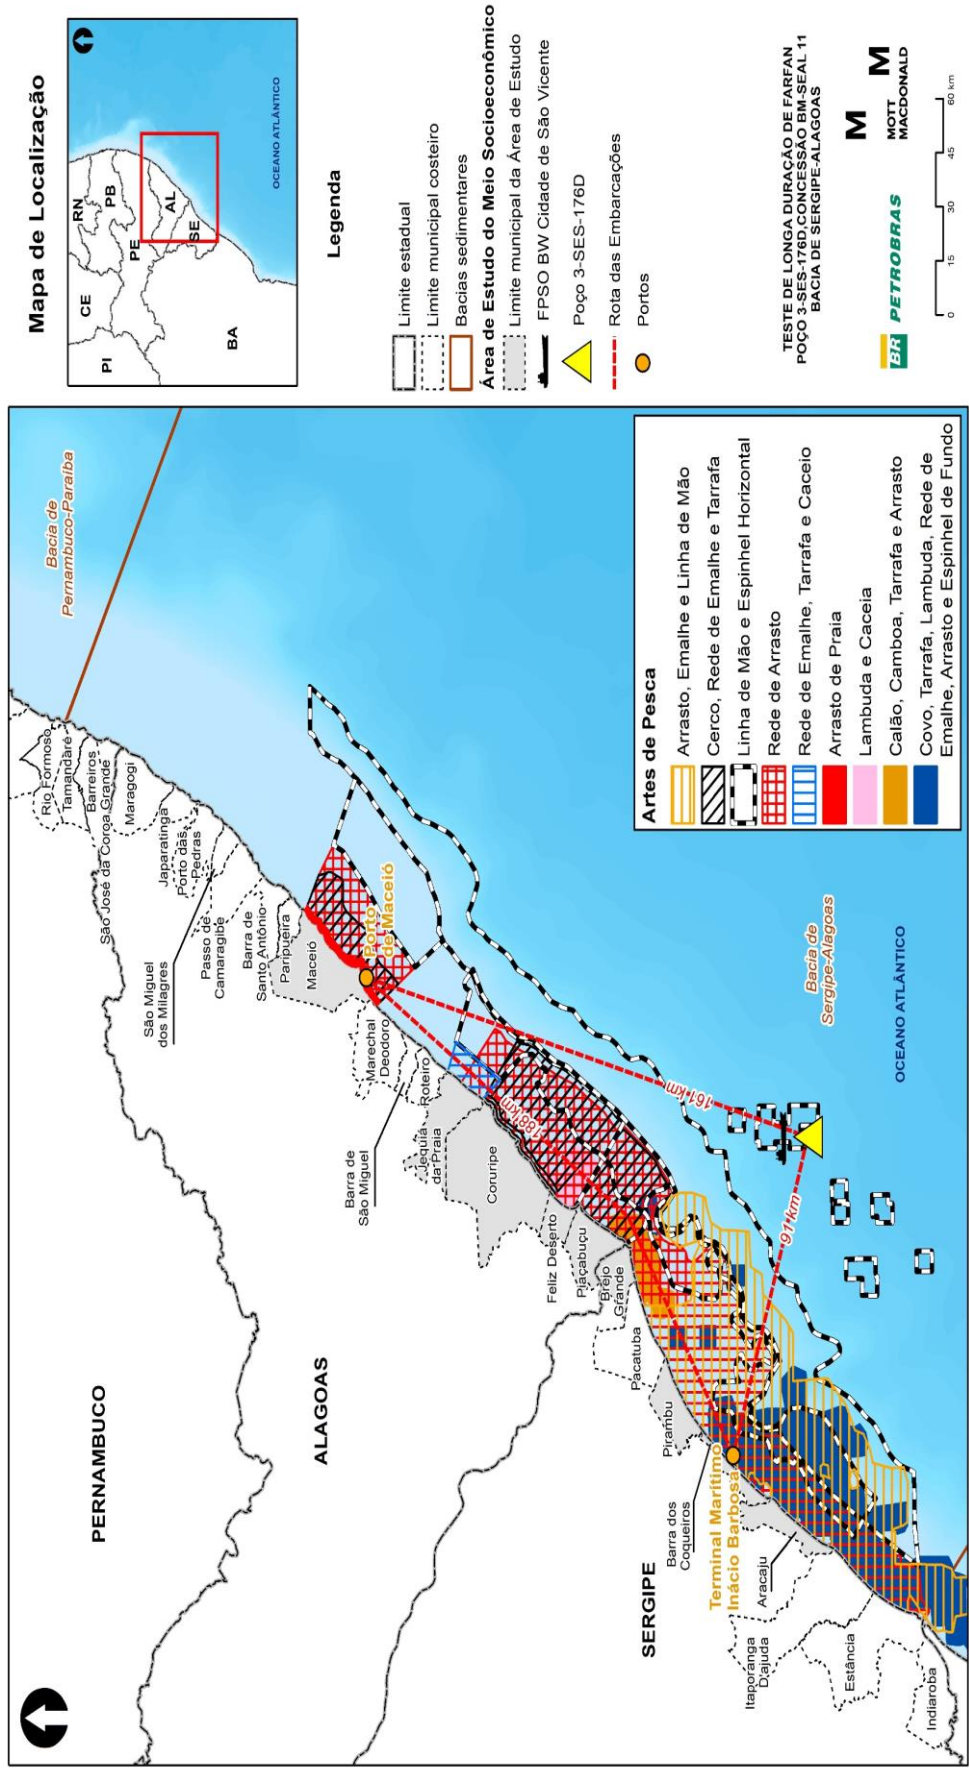 Mapa de Localização
RN
CE
PB
PI
PE
AL
SE
BA
OCEANO ATLÂNTICO
Legenda
Limite estadual
Limite municipal costeiro
Bacias sedimentares
Área de Estudo do Meio Socioeconômico
Limite municipal da Área de Estudo
FPSO BW Cidade de São Vicente
Poço 3-SES-176D
Rota das Embarcações
Portos
TESTE DE LONGA DURAÇÃO DE FARFAN
POÇO 3-SES-176D,CONCESSÃO BM-SEAL 11
BACIA DE SERGIPE-ALAGOAS
BR PETROBRAS
M M
MOTT
MACDONALD
0 15 30 45 60 km
PERNAMBUCO
ALAGOAS
SERGIPE
Bacia de
Pernambuco-Paraíba
Rio Formoso
Tamandaré
Barreiros
São José da Coroa Grande
Maragogi
Japaratinga
Porto das
Pedras
São Miguel
dos Milagres
Passo de
Camaragibe
Barra de
Santo Antônio
Paripueira
Maceió
Porto
de Maceió
Marechal
Deodoro
Barra de
São Miguel
Roteiro
Jequia
da Praia
Coruripe
Feliz Deserto
Piaçabuçu
Brejo
Grande
Pacatuba
Pirambu
Barra dos
Coqueiros
Terminal Marítimo
Inácio Barbosa
Aracaju
Itaporanga
D'ajuda
Estância
Indiaroba
188 km
161 km
91 km
Bacia de
Sergipe-Alagoas
OCEANO ATLÂNTICO
Artes de Pesca
Arrasto, Emalhe e Linha de Mão
Cerco, Rede de Emalhe e Tarrafa
Linha de Mão e Espinhel Horizontal
Rede de Arrasto
Rede de Emalhe, Tarrafa e Caceio
Arrasto de Praia
Lambuda e Caceia
Calão, Camboa, Tarrafa e Arrasto
Covo, Tarrafa, Lambuda, Rede de
Emalhe, Arrasto e Espinhel de Fundo